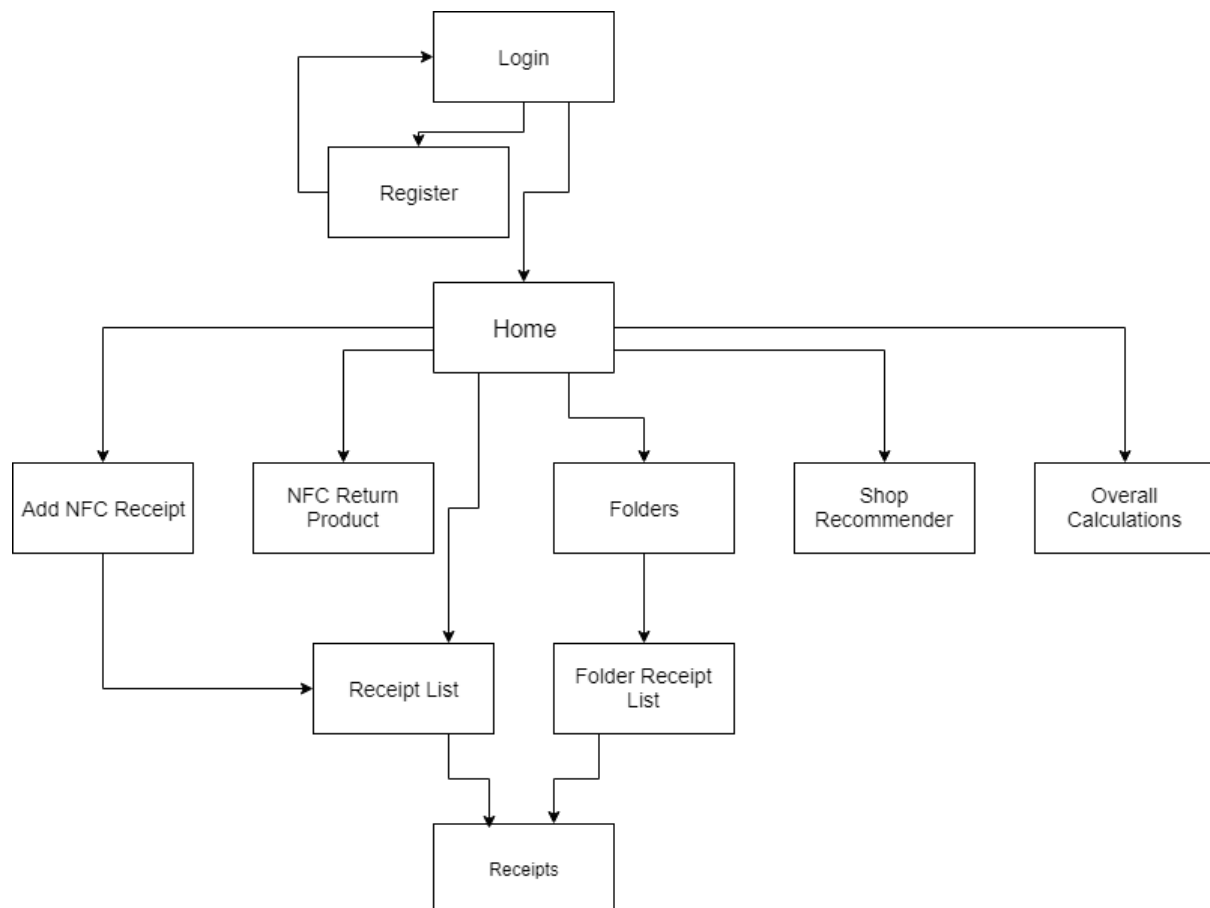 Login
Register
Home
Add NFC Receipt
NFC Return
Product
Folders
Shop
Recommender
Overall
Calculations
Receipt List
Folder Receipt
List
Receipts